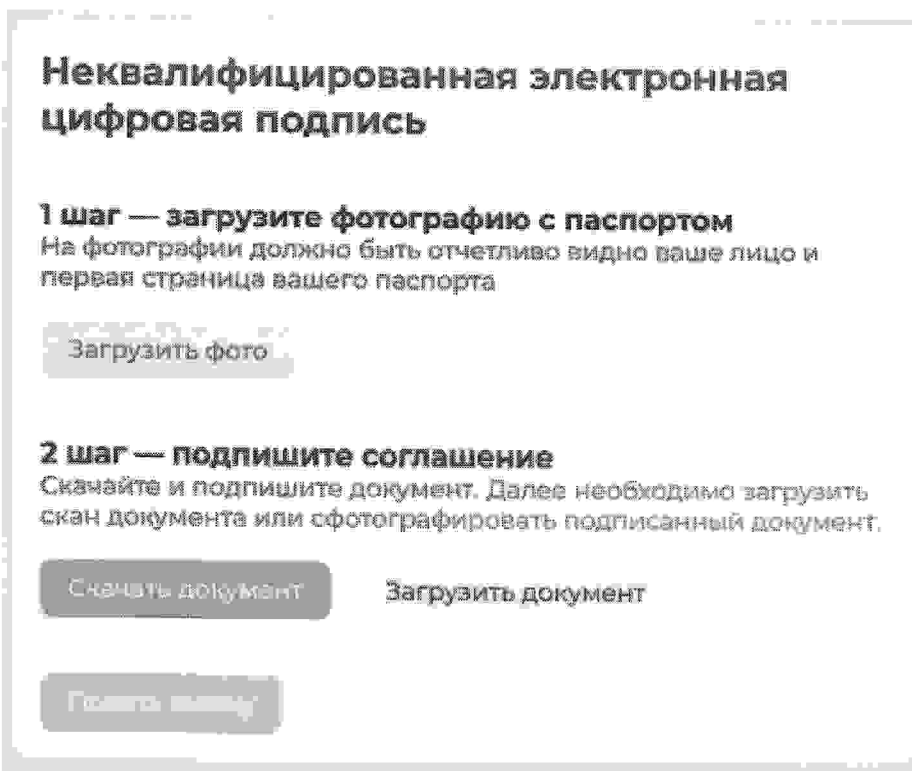 Неквалифицированная электронная
цифровая подпись
1 шаг — загрузите фотографию с паспортом
На фотографии должно быть отчетливо видно ваше лицо и
первая страница вашего паспорта
Загрузить фото
2 шаг — подпишите соглашение
Скачайте и подпишите документ. Далее необходимо загрузить
скан документа или сфотографировать подписанный документ.
Скачать документ Загрузить документ